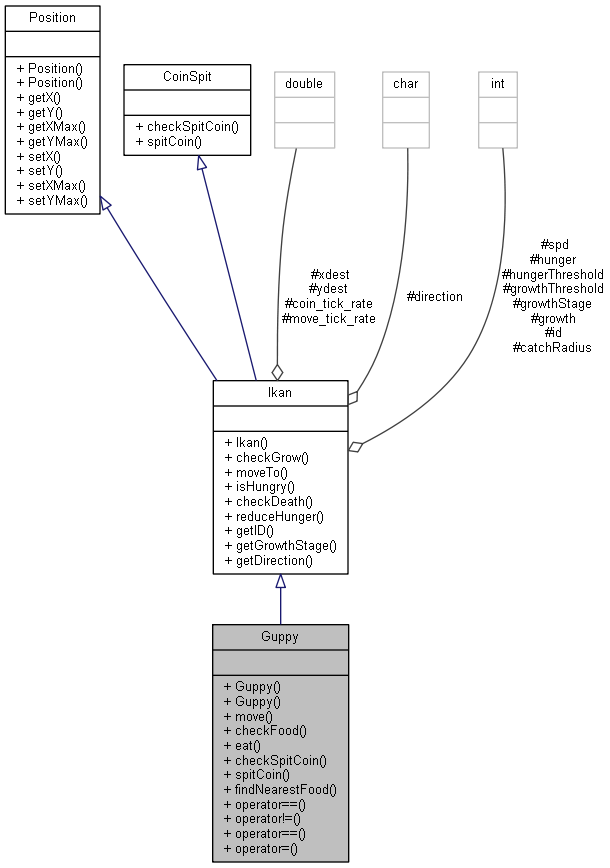 Position
+ Position()
+ Position()
+ getX()
+ getY()
+ getXMax()
+ getYMax()
+ setX()
+ setY()
+ setXMax()
+ setYMax()
CoinSpit
+ checkSpitCoin()
+ spitCoin()
double
char
int
#xdest
#ydest
#coin_tick_rate
#move_tick_rate
#direction
#spd
#hunger
#hungerThreshold
#growthThreshold
#growthStage
#growth
#id
#catchRadius
Ikan
+ Ikan()
+ checkGrow()
+ moveTo()
+ isHungry()
+ checkDeath()
+ reduceHunger()
+ getID()
+ getGrowthStage()
+ getDirection()
Guppy
+ Guppy()
+ Guppy()
+ move()
+ checkFood()
+ eat()
+ checkSpitCoin()
+ spitCoin()
+ findNearestFood()
+ operator==()
+ operator!=()
+ operator==()
+ operator=()